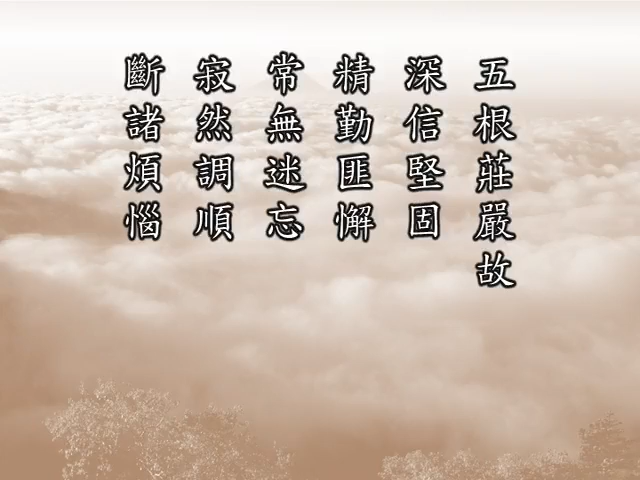 五根莊嚴故
深信堅固
精勤匪懈
常無迷忘
寂然調順
斷諸煩惱